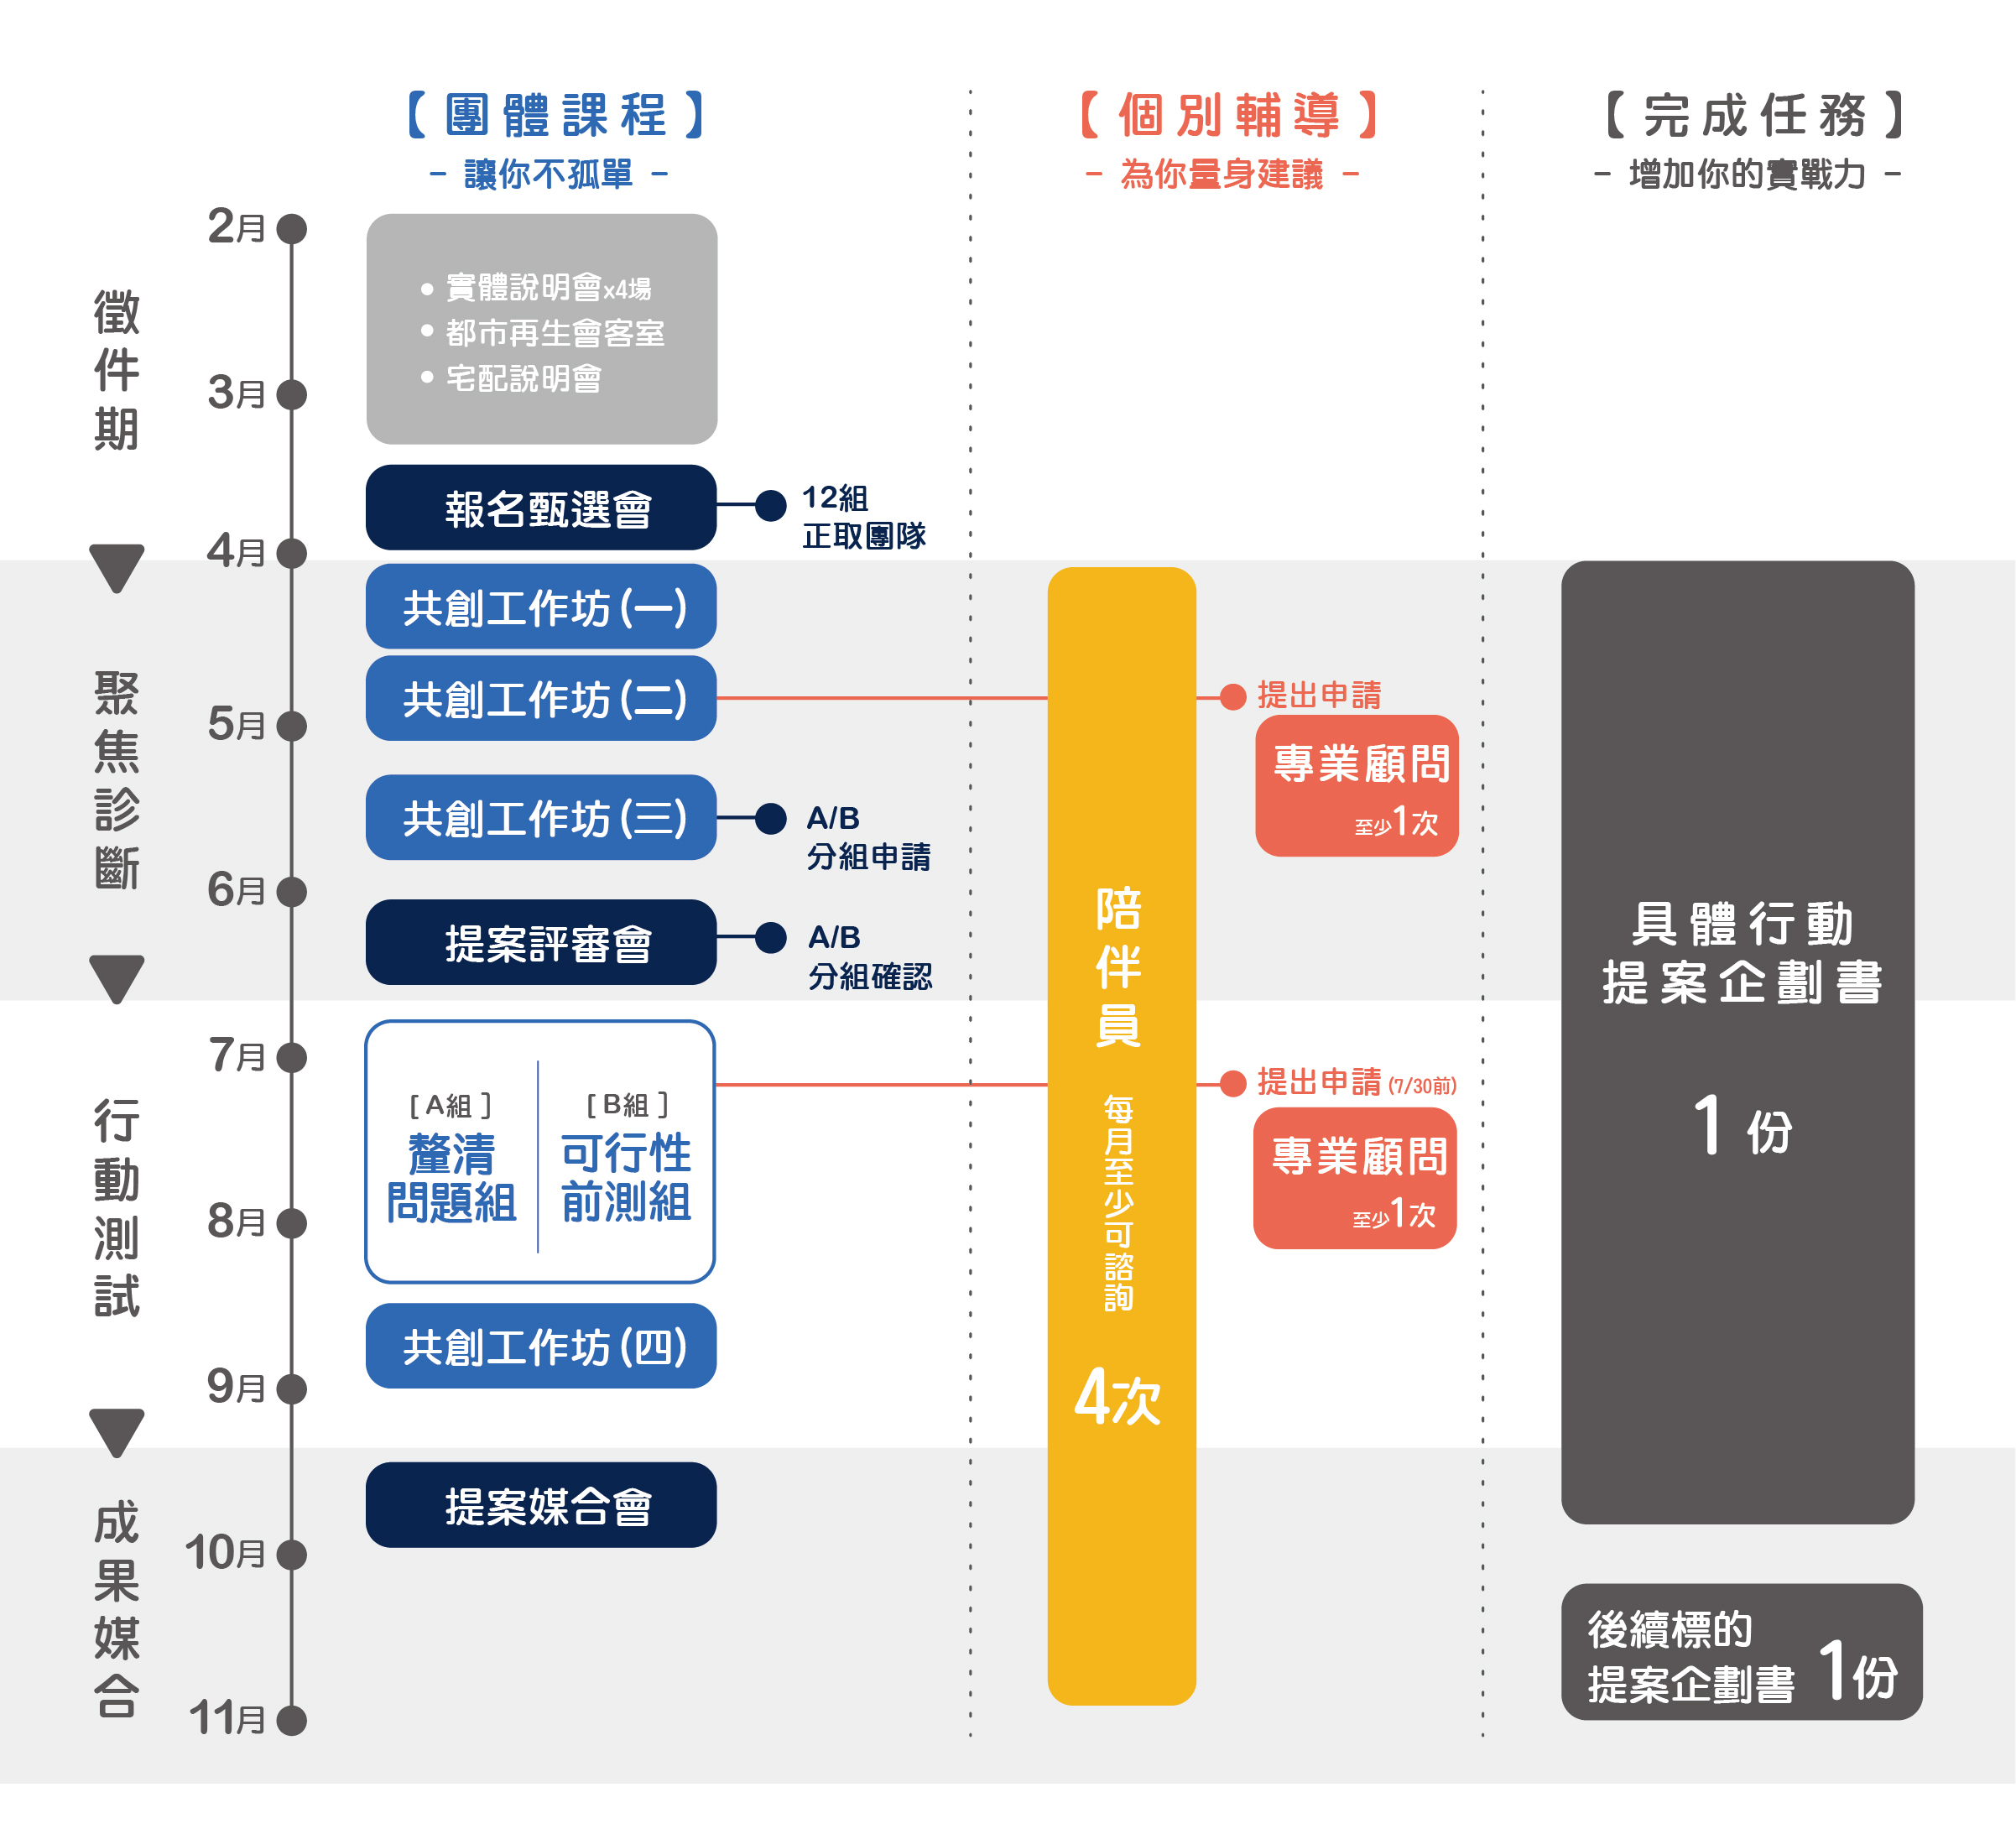 【團體課程】
- 讓你不孤單 -
【個別輔導】
- 為你量身建議 -
【完成任務】
- 增加你的實戰力 -
徵件期
聚焦診斷
行動測試
成果媒合
2月
3月
4月
5月
6月
7月
8月
9月
10月
11月
• 實體說明會x4場
• 都市再生會客室
• 宅配說明會
報名甄選會
12組
正取團隊
共創工作坊(一)
共創工作坊(二)
共創工作坊(三)
A/B
分組申請
提案評審會
A/B
分組確認
[ A組 ]
釐清
問題組
[ B組 ]
可行性
前測組
共創工作坊(四)
提案媒合會
陪伴員
每月至少可諮詢
4次
提出申請
專業顧問
至少1次
提出申請 (7/30前)
專業顧問
至少1次
具體行動
提案企劃書
1 份
後續標的
提案企劃書 1份